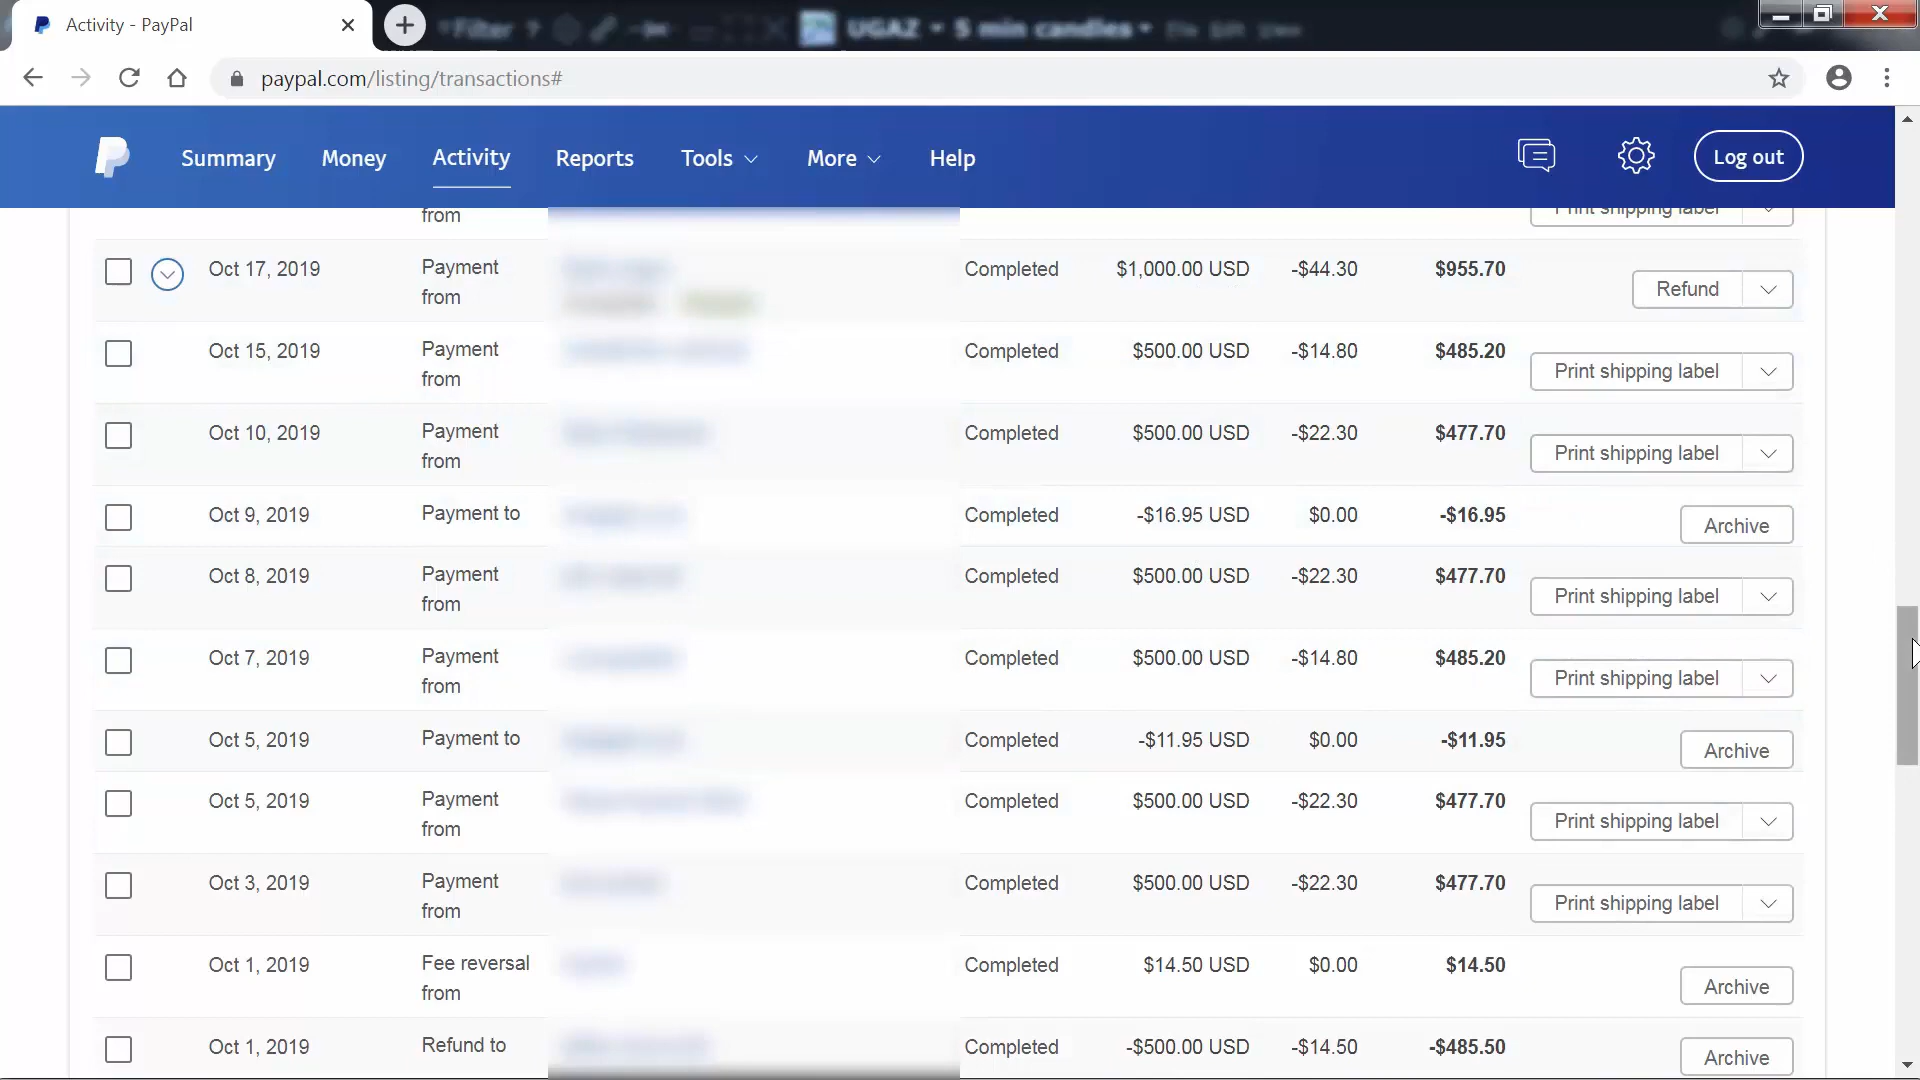 Activity - PayPal
UGAZ 5 min candles
paypal.com/listing/transactions#
Summary Money Activity Reports Tools More Help Log out
from Print shipping label
Oct 17, 2019 Payment from Completed $1,000.00 USD -$44.30 $955.70 Refund
Oct 15, 2019 Payment from Completed $500.00 USD -$14.80 $485.20 Print shipping label
Oct 10, 2019 Payment from Completed $500.00 USD -$22.30 $477.70 Print shipping label
Oct 9, 2019 Payment to Completed -$16.95 USD $0.00 -$16.95 Archive
Oct 8, 2019 Payment from Completed $500.00 USD -$22.30 $477.70 Print shipping label
Oct 7, 2019 Payment from Completed $500.00 USD -$14.80 $485.20 Print shipping label
Oct 5, 2019 Payment to Completed -$11.95 USD $0.00 -$11.95 Archive
Oct 5, 2019 Payment from Completed $500.00 USD -$22.30 $477.70 Print shipping label
Oct 3, 2019 Payment from Completed $500.00 USD -$22.30 $477.70 Print shipping label
Oct 1, 2019 Fee reversal from Completed $14.50 USD $0.00 $14.50 Archive
Oct 1, 2019 Refund to Completed -$500.00 USD -$14.50 -$485.50 Archive